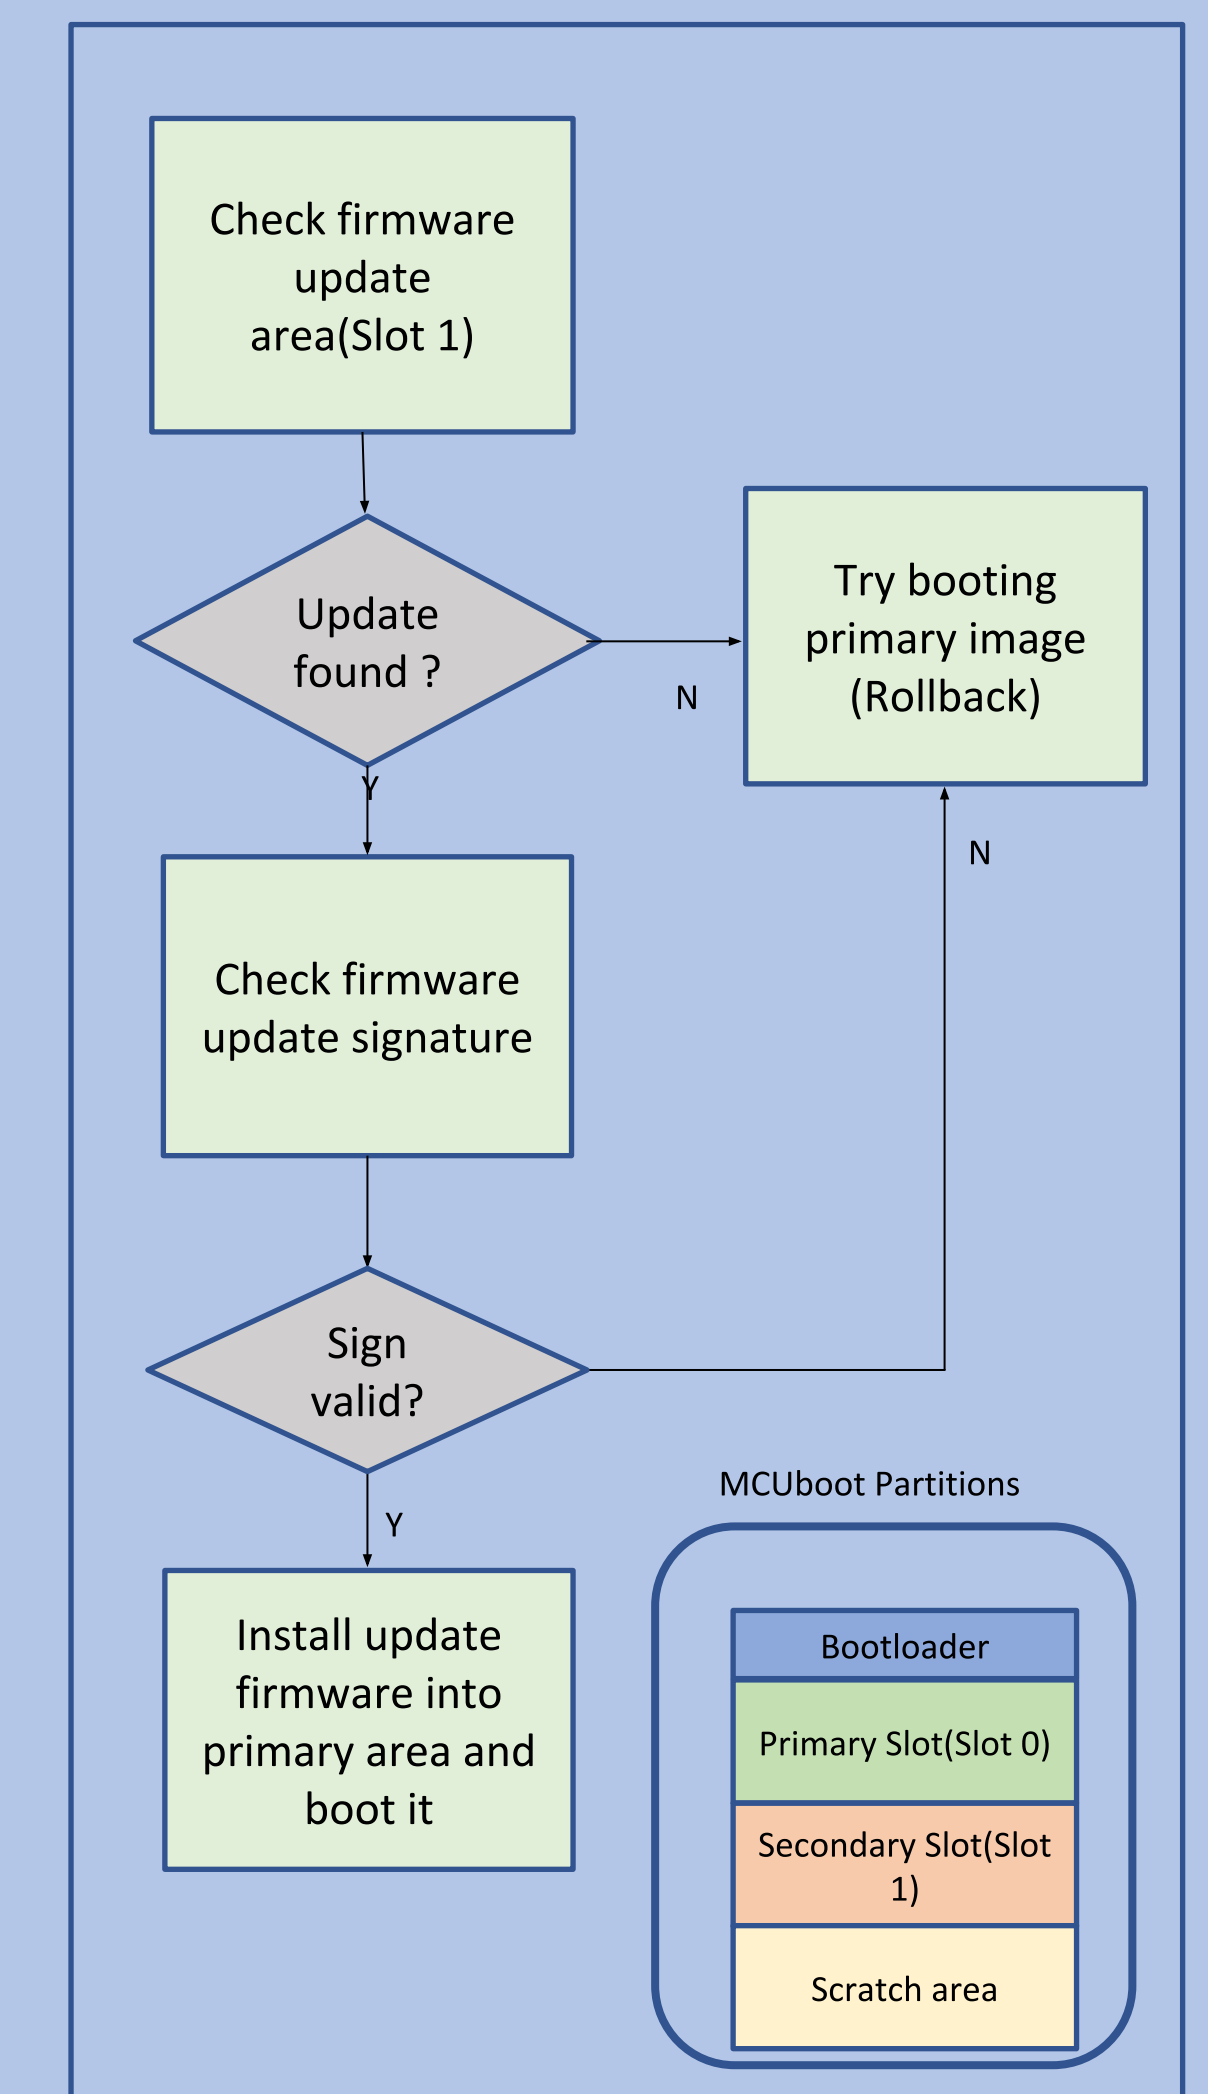 Check firmware
update
area(Slot 1)
Update
found ?
N
Try booting
primary image
(Rollback)
Y
N
Check firmware
update signature
Sign
valid?
Y
Install update
firmware into
primary area and
boot it
MCUboot Partitions
Bootloader
Primary Slot(Slot 0)
Secondary Slot(Slot
1)
Scratch area